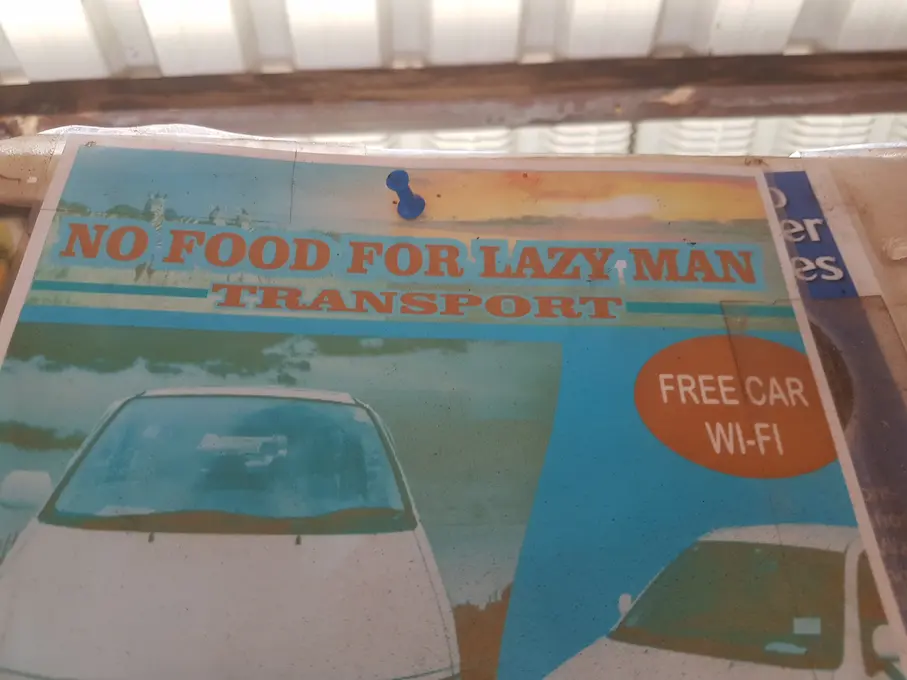 NO FOOD FOR LAZY MAN
TRANSPORT
FREE CAR
WI-FI